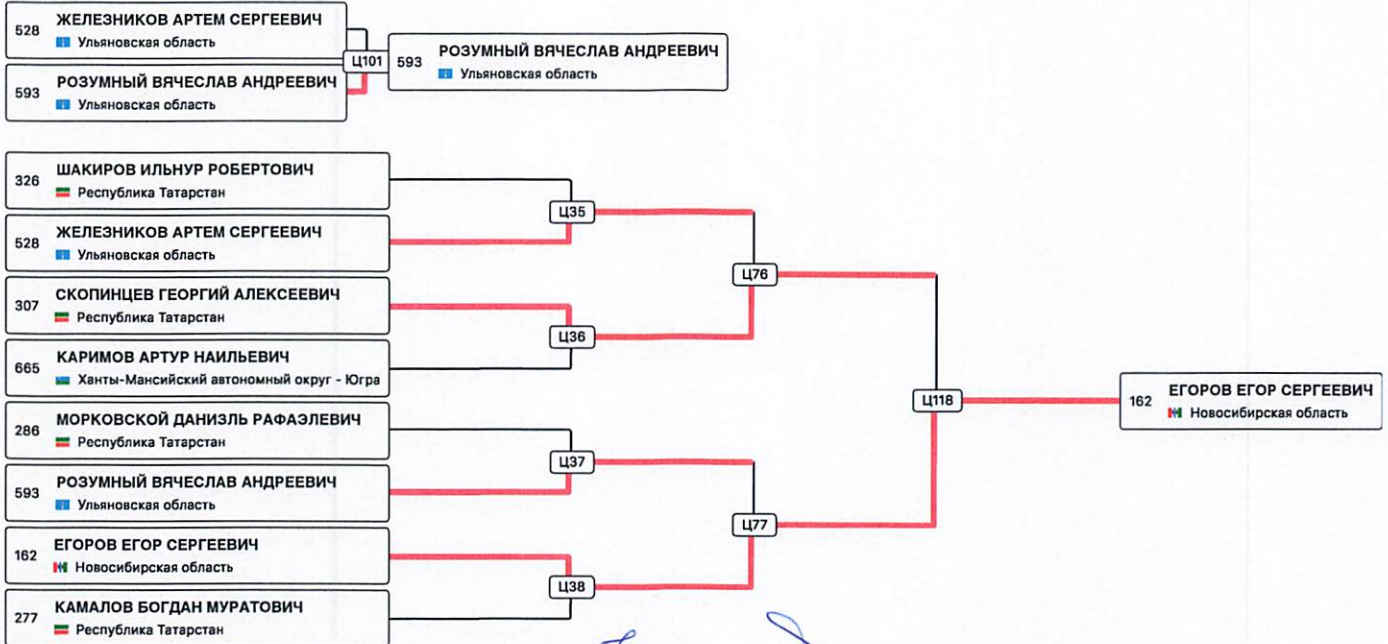 528 ЖЕЛЕЗНИКОВ АРТЕМ СЕРГЕЕВИЧ
Ульяновская область
593 РОЗУМНЫЙ ВЯЧЕСЛАВ АНДРЕЕВИЧ
Ульяновская область
Ц101
593 РОЗУМНЫЙ ВЯЧЕСЛАВ АНДРЕЕВИЧ
Ульяновская область
326 ШАКИРОВ ИЛЬНУР РОБЕРТОВИЧ
Республика Татарстан
528 ЖЕЛЕЗНИКОВ АРТЕМ СЕРГЕЕВИЧ
Ульяновская область
307 СКОПИНЦЕВ ГЕОРГИЙ АЛЕКСЕЕВИЧ
Республика Татарстан
665 КАРИМОВ АРТУР НАИЛЬЕВИЧ
Ханты-Мансийский автономный округ - Югра
286 МОРКОВСКОЙ ДАНИЗЛЬ РАФАЭЛЕВИЧ
Республика Татарстан
593 РОЗУМНЫЙ ВЯЧЕСЛАВ АНДРЕЕВИЧ
Ульяновская область
162 ЕГОРОВ ЕГОР СЕРГЕЕВИЧ
Новосибирская область
277 КАМАЛОВ БОГДАН МУРАТОВИЧ
Республика Татарстан
Ц35
Ц36
Ц37
Ц38
Ц76
Ц77
Ц118
162 ЕГОРОВ ЕГОР СЕРГЕЕВИЧ
Новосибирская область